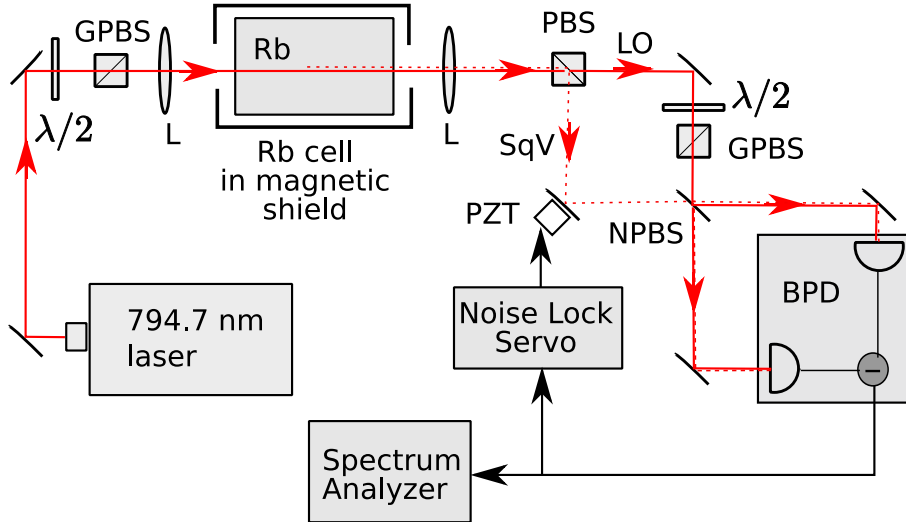 GPBS
PBS
LO
Rb
λ/2
L
L
λ/2
GPBS
Rb cell
in magnetic
shield
SqV
PZT
NPBS
BPD
794.7 nm
laser
Noise Lock
Servo
−
Spectrum
Analyzer